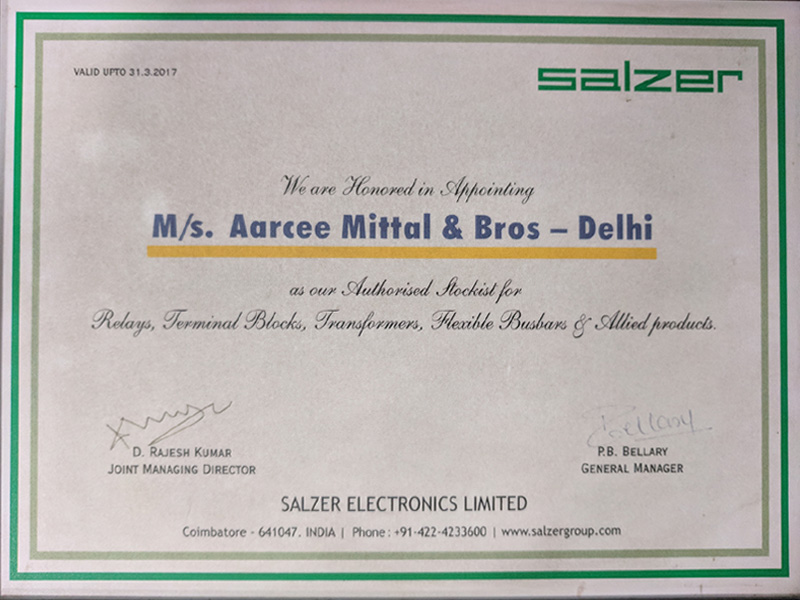 VALID UPTO 31.3.2017
salzer
We are Honored in Appointing
M/s. Aarcee Mittal & Bros – Delhi
as our Authorised Stockist for
Relays, Terminal Blocks, Transformers, Flexible Busbars & Allied products.
Bellary
D. RAJESH KUMAR
JOINT MANAGING DIRECTOR
P.B. BELLARY
GENERAL MANAGER
SALZER ELECTRONICS LIMITED
Coimbatore - 641047. INDIA | Phone : +91-422-4233600 | www.salzergroup.com